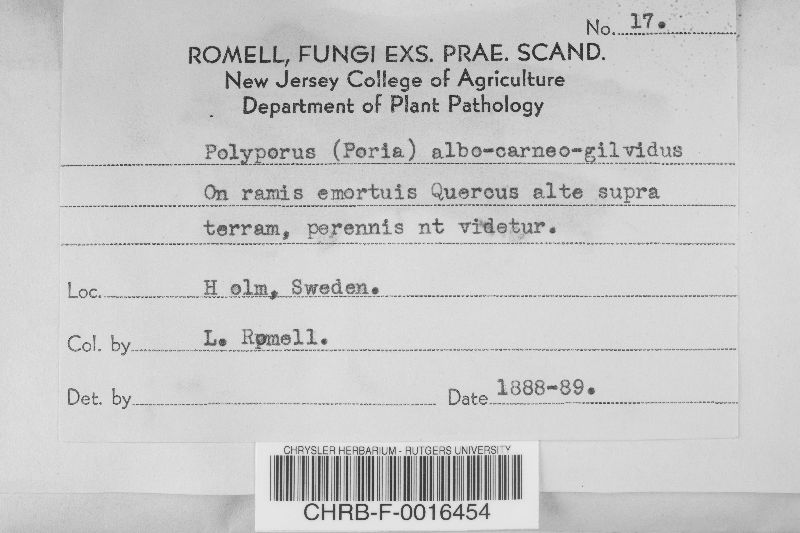 No. 17.
ROMELL, FUNGI EXS. PRAE. SCAND.
New Jersey College of Agriculture
Department of Plant Pathology
Polyporus (Poria) albo-carneo-gilvidus
On ramis emortuis Quercus alte supra
terram, perennis nt videtur.
Loc. H olm, Sweden.
Col. by L. Romell.
Det. by Date 1888-89.
CHRYSLER HERBARIUM - RUTGERS UNIVERSITY
CHRB-F-0016454